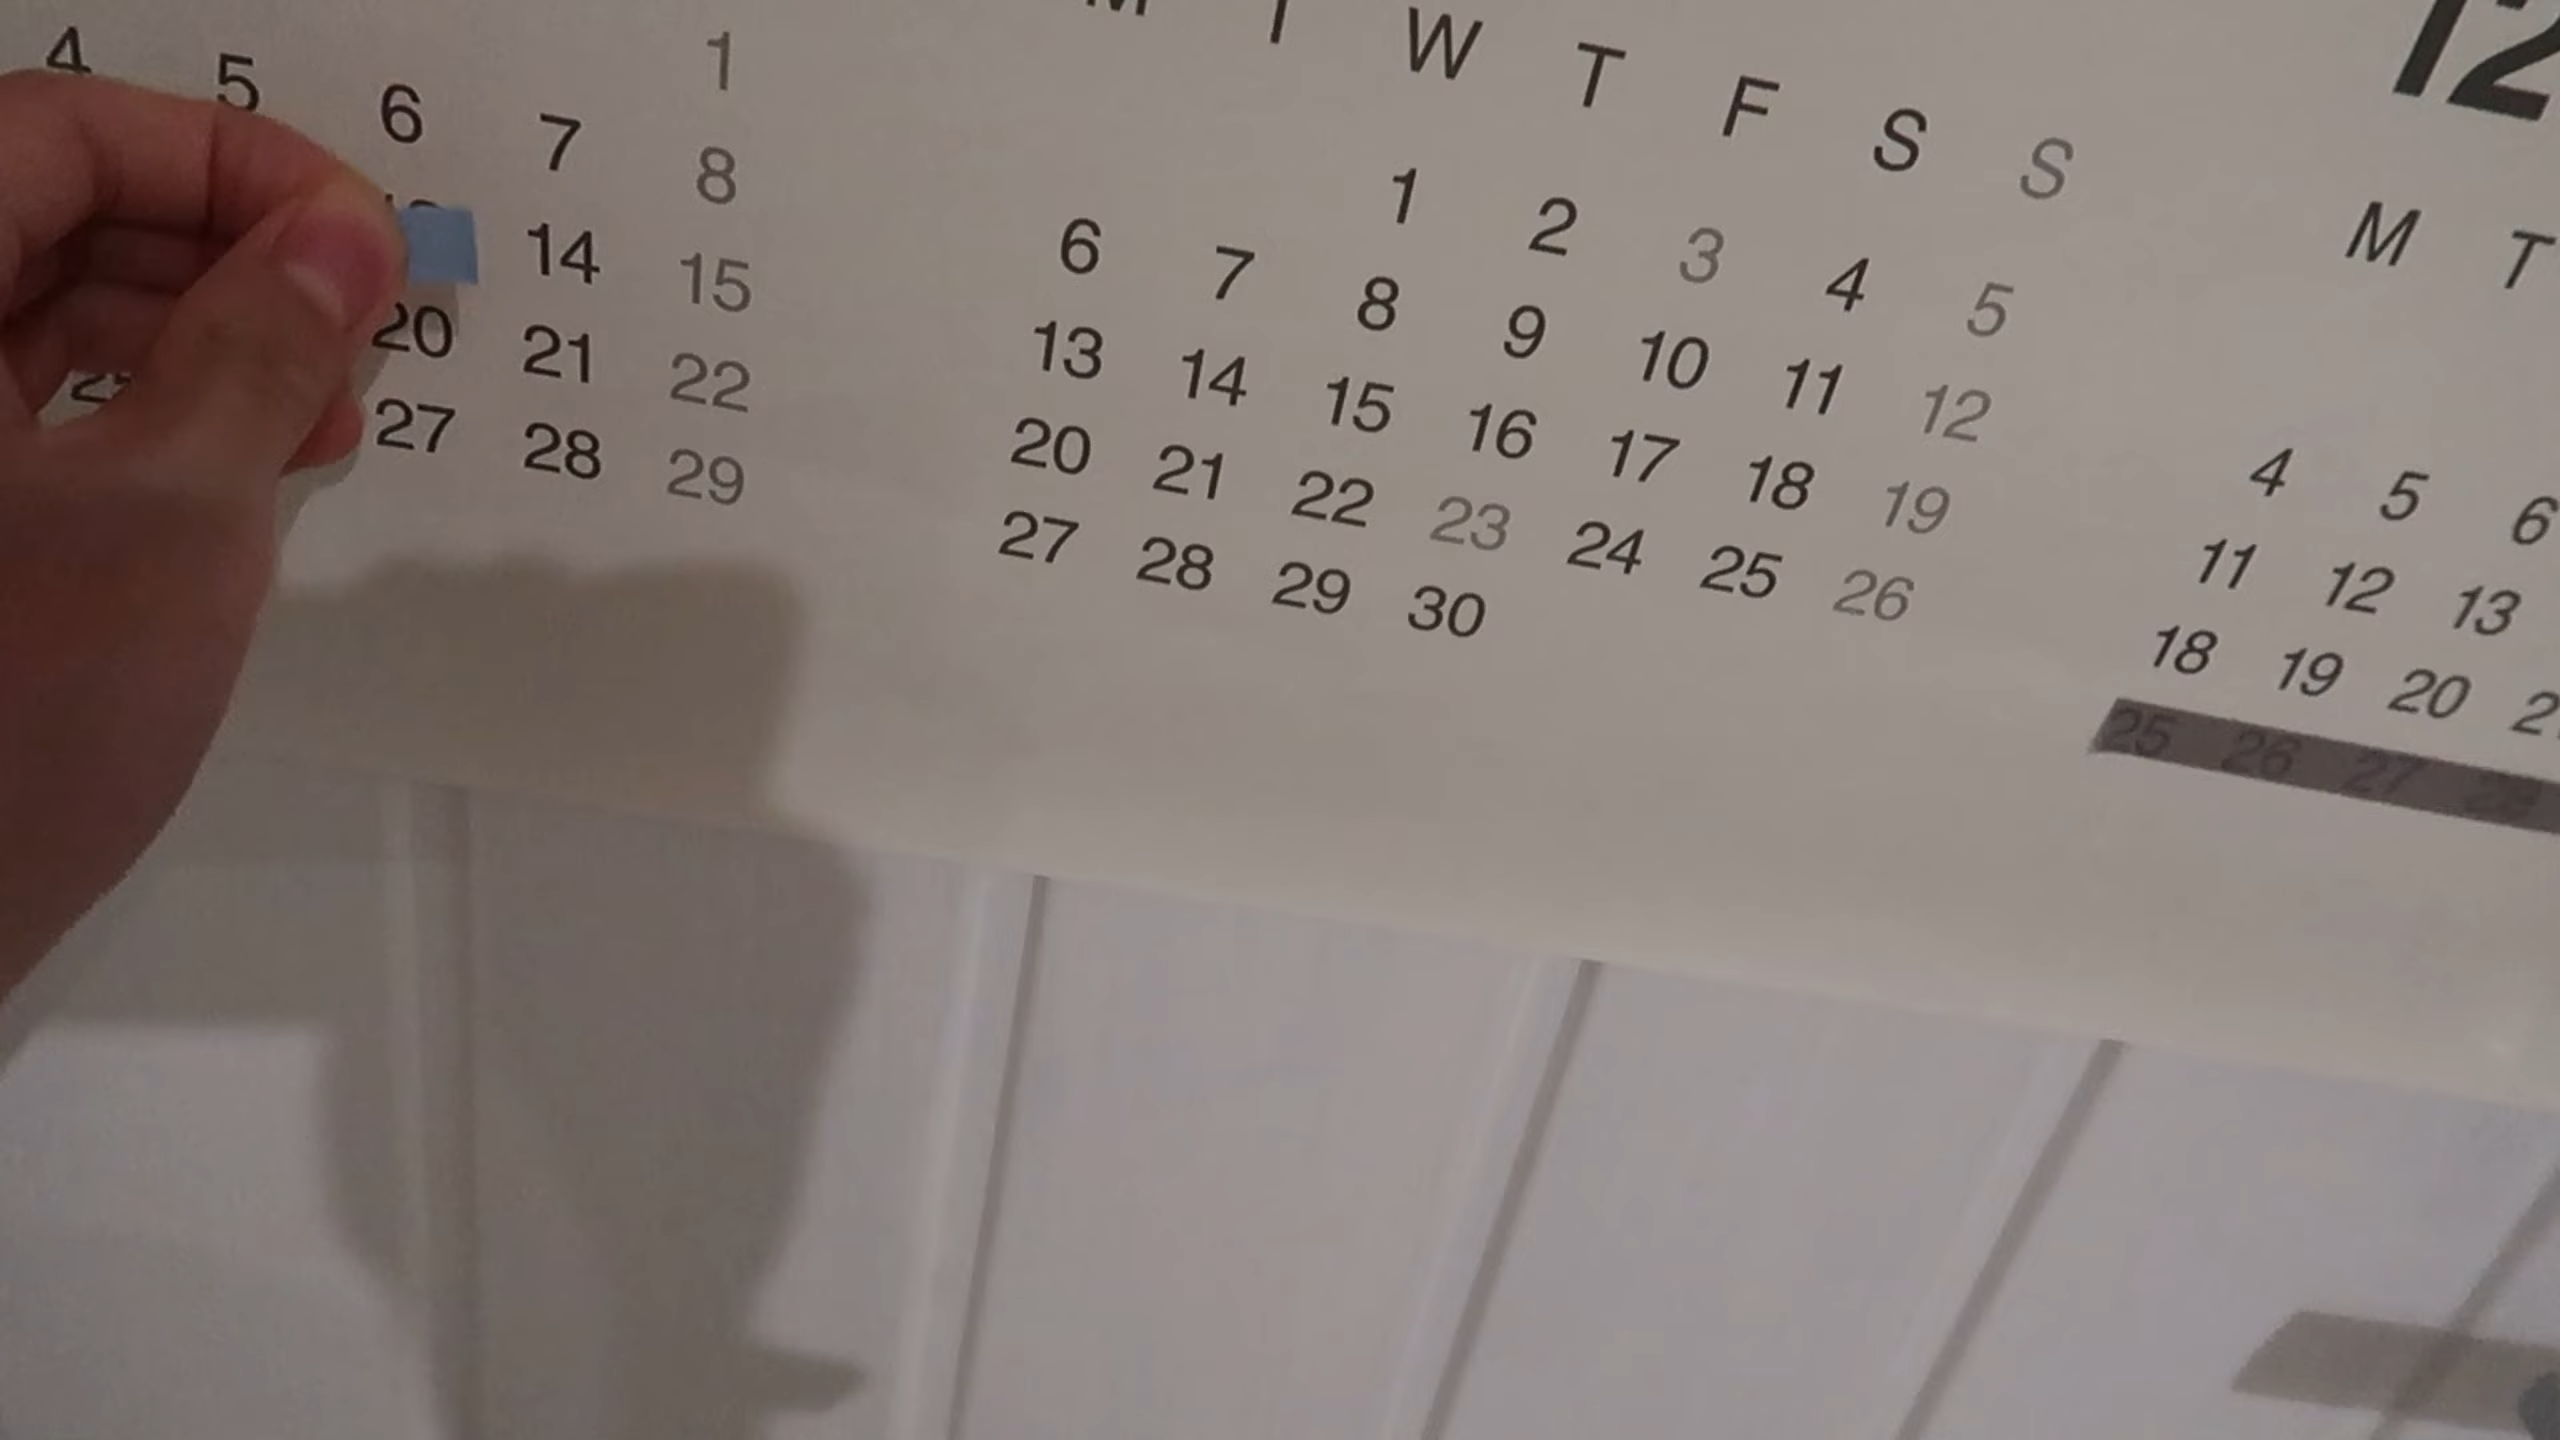 1
4 5 6 7 8
14 15
20 21 22
27 28 29
M T W T F S S
1 2 3 4 5
6 7 8 9 10 11 12
13 14 15 16 17 18 19
20 21 22 23 24 25 26
27 28 29 30
12
M T
4 5 6
11 12 13
18 19 20
25 26 27 28